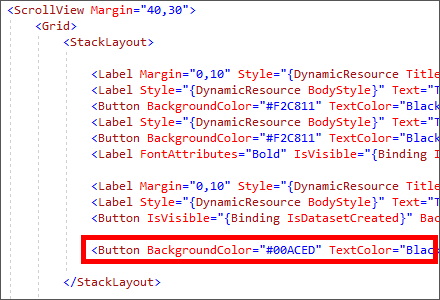 <ScrollView Margin="40,30">
<Grid>
<StackLayout>
<Label Margin="0,10" Style="{DynamicResource Title
<Label Style="{DynamicResource BodyStyle}" Text="T
<Button BackgroundColor="#F2C811" TextColor="Black
<Label Style="{DynamicResource BodyStyle}" Text="T
<Button BackgroundColor="#F2C811" TextColor="Black
<Label FontAttributes="Bold" IsVisible="{Binding I
<Label Margin="0,10" Style="{DynamicResource Title
<Label Style="{DynamicResource BodyStyle}" Text="T
<Button IsVisible="{Binding IsDatasetCreated}" Bac
<Button BackgroundColor="#00ACED" TextColor="Blac
</StackLayout>